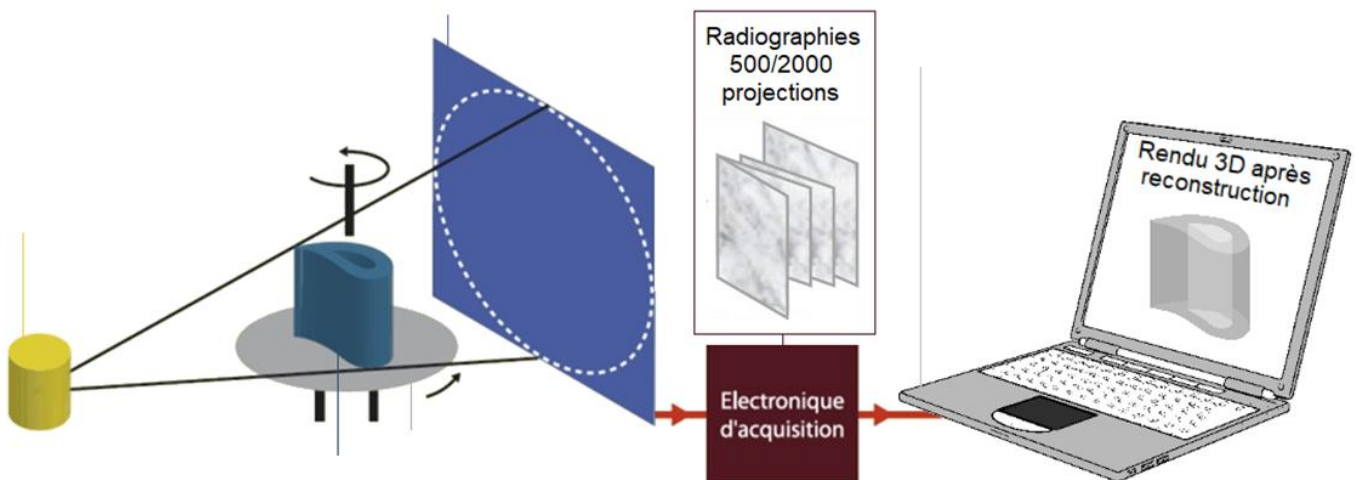 Radiographies
500/2000
projections
Rendu 3D après
reconstruction
Electronique
d'acquisition